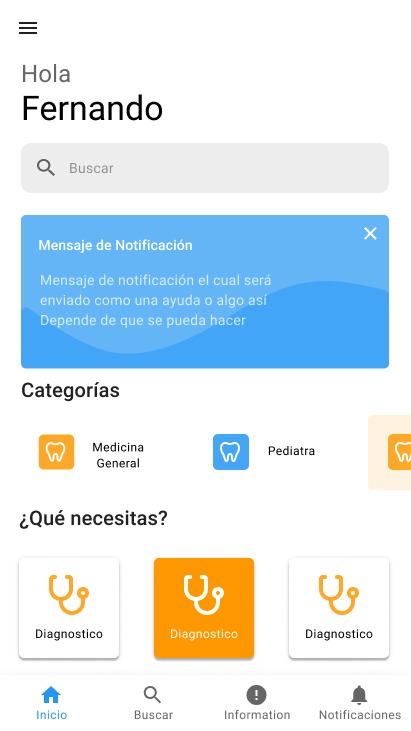 Hola
Fernando
Buscar
Mensaje de Notificación
Mensaje de notificación el cual será
enviado como una ayuda o algo así
Depende de que se pueda hacer
Categorías
Medicina
General
Pediatra
¿Qué necesitas?
Diagnostico
Diagnostico
Diagnostico
Inicio
Buscar
Information
Notificaciones